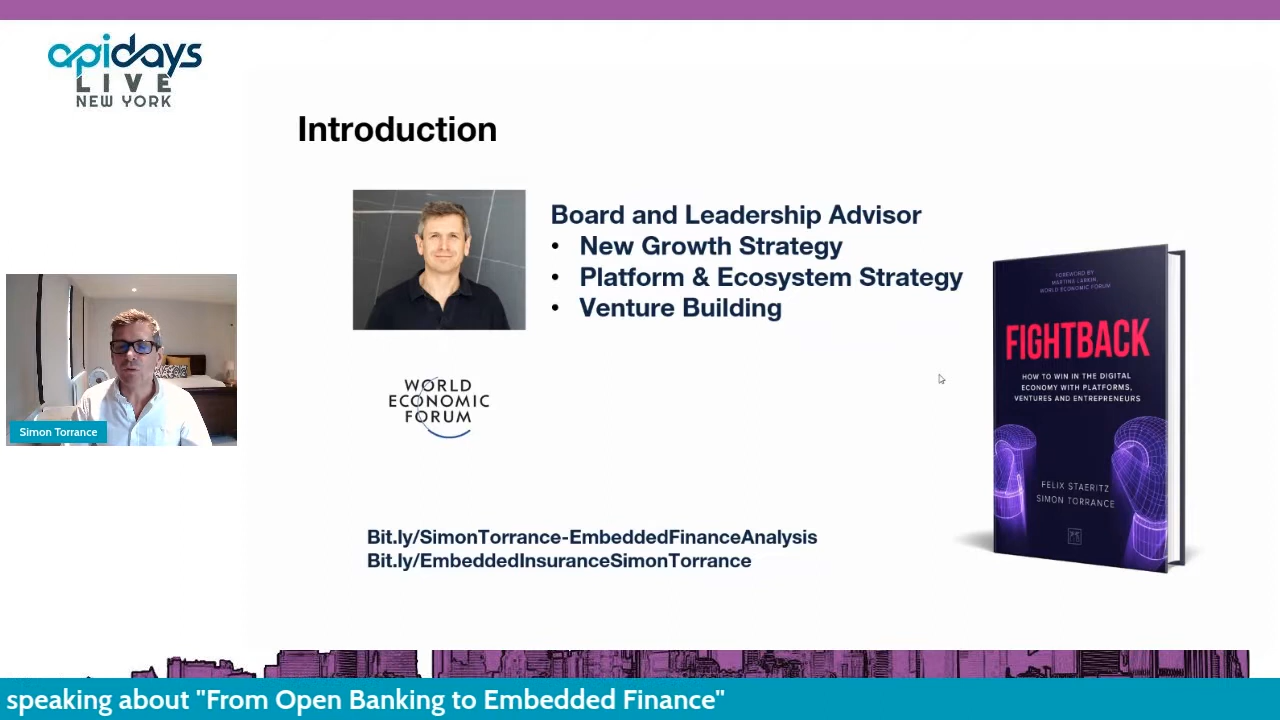 apidays
LIVE
NEW YORK
Introduction
Board and Leadership Advisor
• New Growth Strategy
• Platform & Ecosystem Strategy
• Venture Building
WORLD
ECONOMIC
FORUM
FOREWORD BY
MARTINA LARKIN,
WORLD ECONOMIC FORUM
FIGHTBACK
HOW TO WIN IN THE DIGITAL
ECONOMY WITH PLATFORMS,
VENTURES AND ENTREPRENEURS
FELIX STAERITZ
SIMON TORRANCE
Simon Torrance
Bit.ly/SimonTorrance-EmbeddedFinanceAnalysis
Bit.ly/EmbeddedInsuranceSimonTorrance
speaking about "From Open Banking to Embedded Finance"